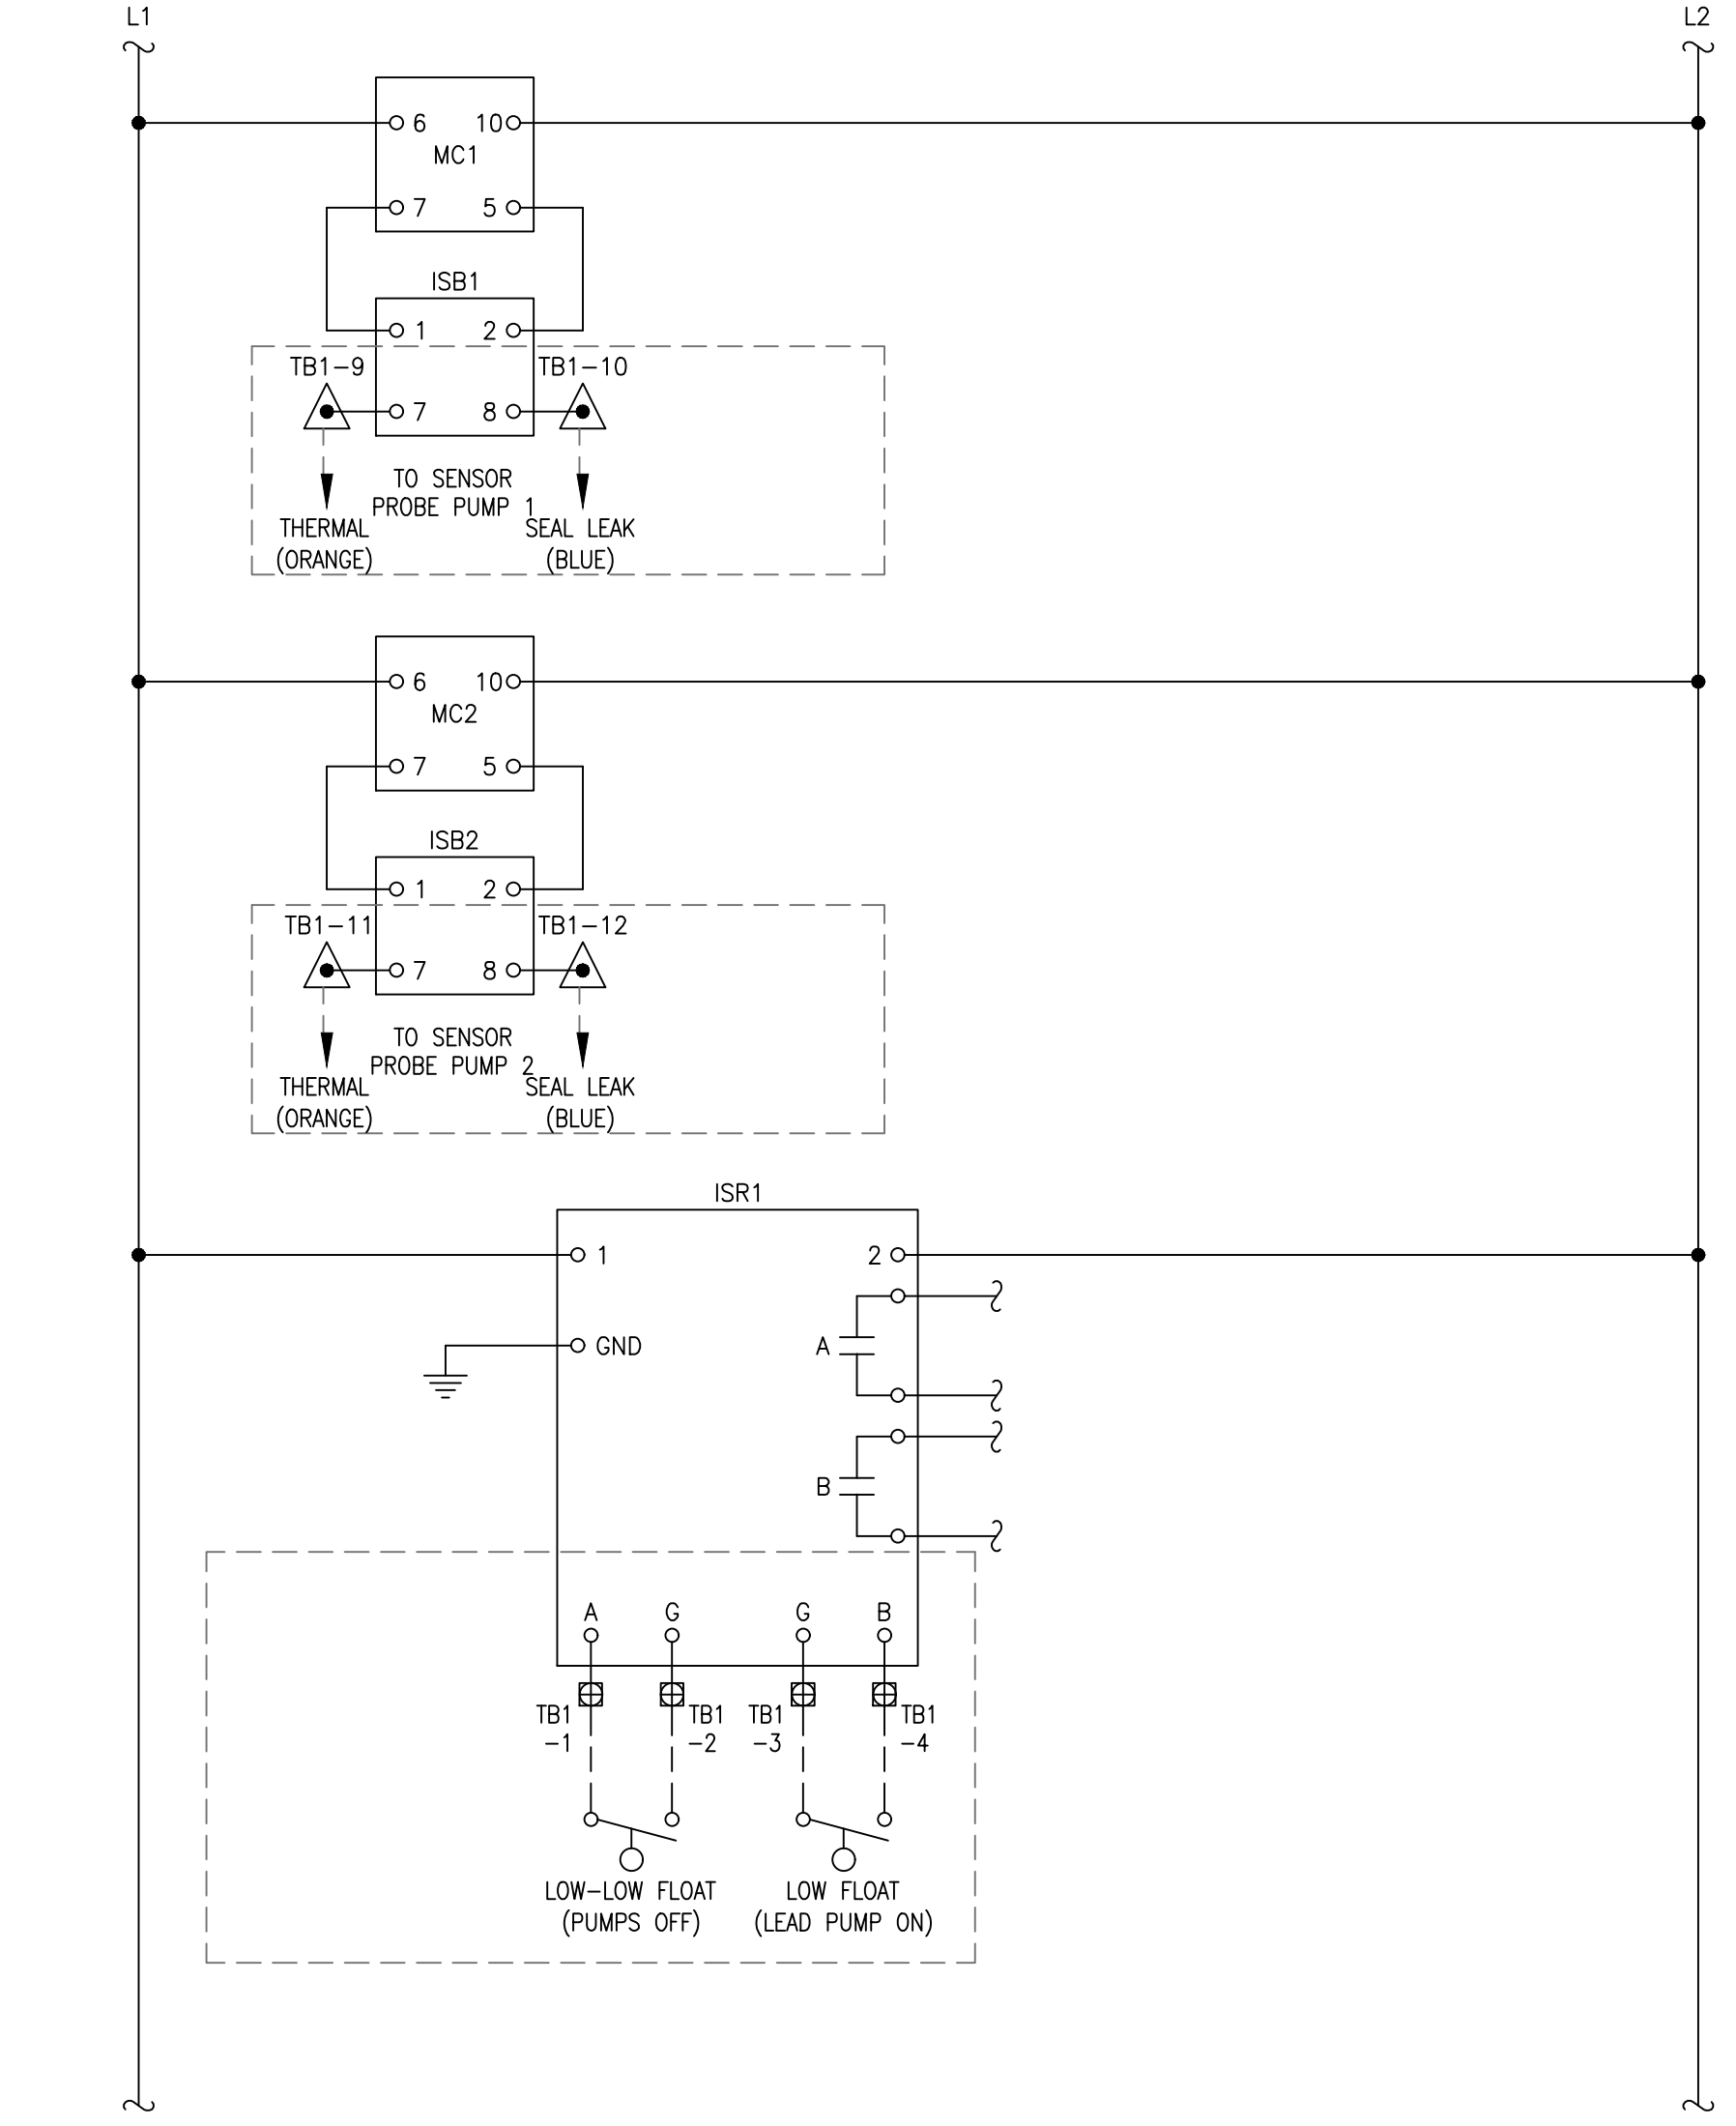 L1 L2
6 10
MC1
7 5
ISB1
1 2
TB1-9 TB1-10
7 8
TO SENSOR
PROBE PUMP 1
THERMAL
(ORANGE)
SEAL LEAK
(BLUE)
6 10
MC2
7 5
ISB2
1 2
TB1-11 TB1-12
7 8
TO SENSOR
PROBE PUMP 2
THERMAL
(ORANGE)
SEAL LEAK
(BLUE)
ISR1
1 2
GND
A
B
A G G B
TB1
-1
TB1
-2
TB1
-3
TB1
-4
LOW-LOW FLOAT
(PUMPS OFF)
LOW FLOAT
(LEAD PUMP ON)